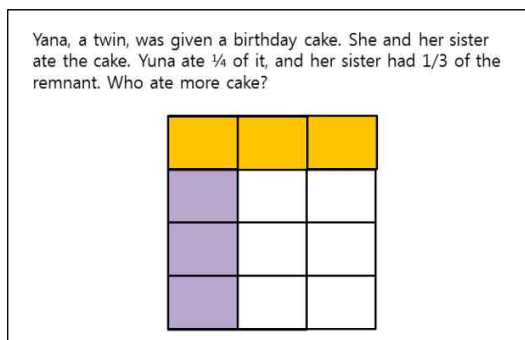 Yana, a twin, was given a birthday cake. She and her sister
ate the cake. Yuna ate ¼ of it, and her sister had 1/3 of the
remnant. Who ate more cake?